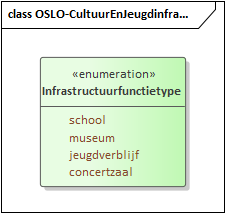 class OSLO-CultuurEnJeugdinfra...
«enumeration»
Infrastructuurfunctietype
school
museum
jeugdverblijf
concertzaal